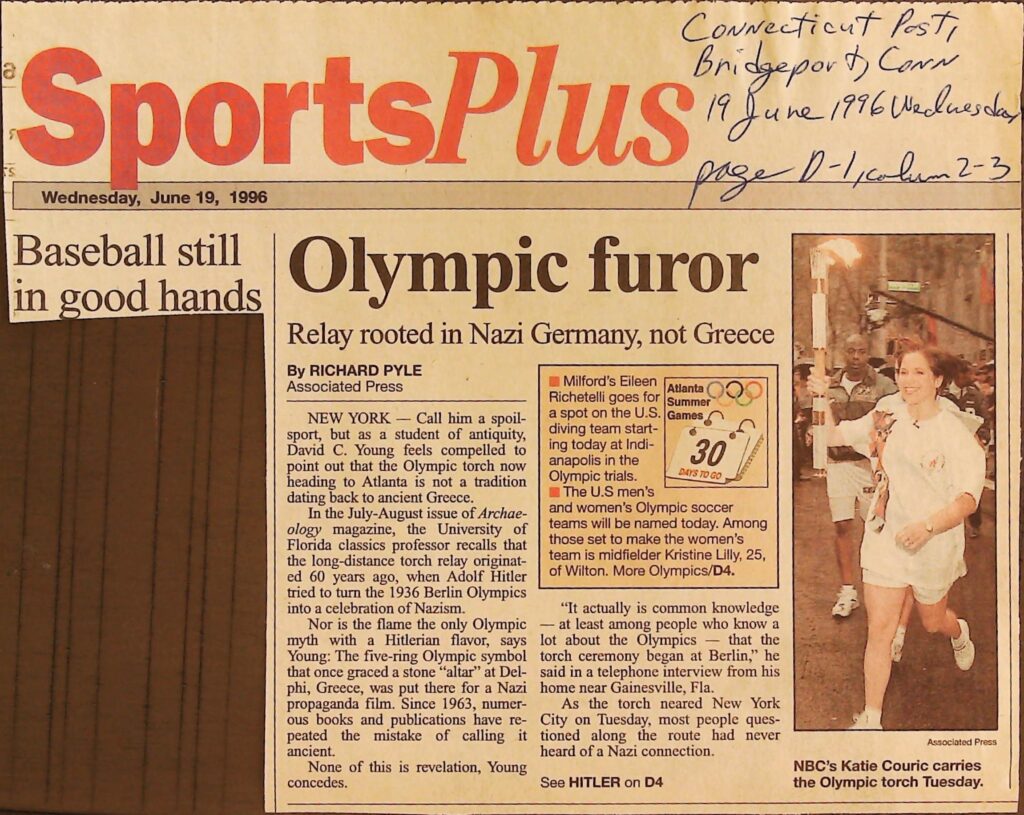 SportsPlus
Connecticut Post,
Bridgeport, Conn
19 June 1996 Wednesday
page D-1, column 2-3
Wednesday, June 19, 1996
Baseball still
in good hands
Olympic furor
Relay rooted in Nazi Germany, not Greece
By RICHARD PYLE
Associated Press
NEW YORK — Call him a spoil-
sport, but as a student of antiquity,
David C. Young feels compelled to
point out that the Olympic torch now
heading to Atlanta is not a tradition
dating back to ancient Greece.
In the July-August issue of Archae-
ology magazine, the University of
Florida classics professor recalls that
the long-distance torch relay originat-
ed 60 years ago, when Adolf Hitler
tried to turn the 1936 Berlin Olympics
into a celebration of Nazism.
Nor is the flame the only Olympic
myth with a Hitlerian flavor, says
Young: The five-ring Olympic symbol
that once graced a stone “altar” at Del-
phi, Greece, was put there for a Nazi
propaganda film. Since 1963, numer-
ous books and publications have re-
peated the mistake of calling it
ancient.
None of this is revelation, Young
concedes.
Milford's Eileen
Richetelli goes for
a spot on the U.S.
diving team start-
ing today at Indi-
anapolis in the
Olympic trials.
The U.S men's
and women's Olympic soccer
teams will be named today. Among
those set to make the women's
team is midfielder Kristine Lilly, 25,
of Wilton. More Olympics/D4.
Atlanta
Summer
Games
30
DAYS TO GO
“It actually is common knowledge
— at least among people who know a
lot about the Olympics — that the
torch ceremony began at Berlin,” he
said in a telephone interview from his
home near Gainesville, Fla.
As the torch neared New York
City on Tuesday, most people ques-
tioned along the route had never
heard of a Nazi connection.
See HITLER on D4
Associated Press
NBC's Katie Couric carries
the Olympic torch Tuesday.